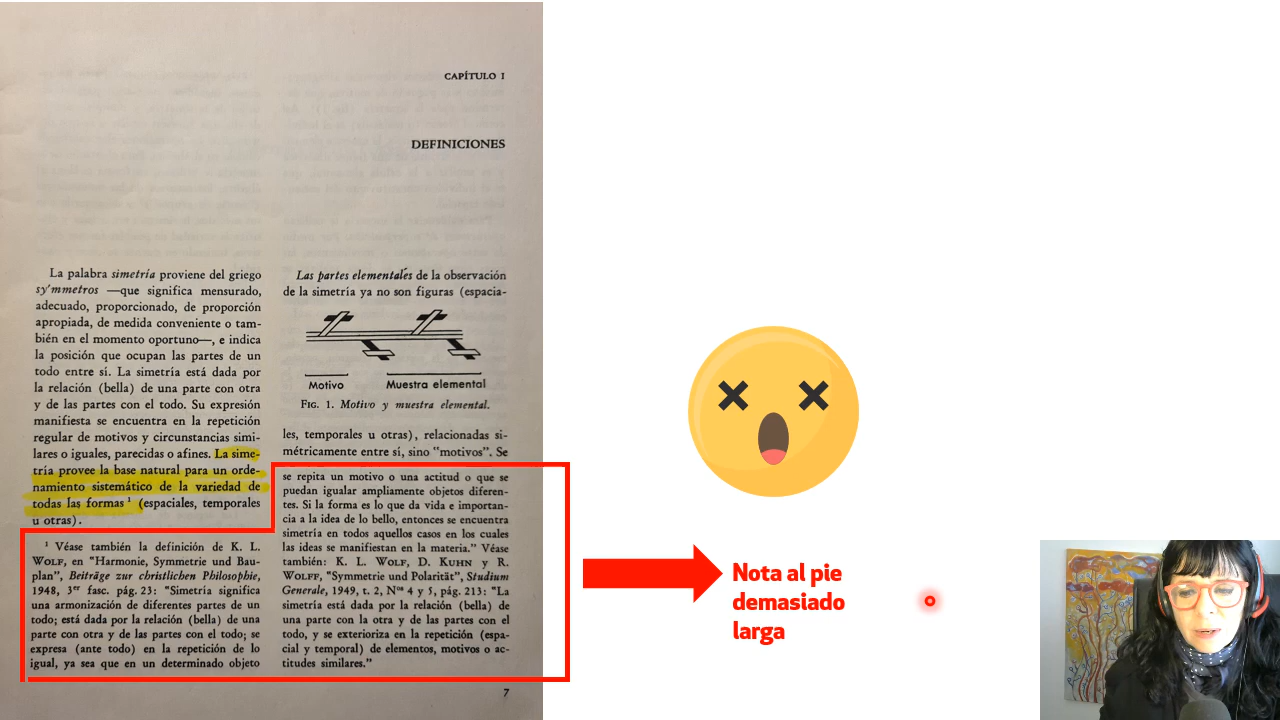 CAPÍTULO I
DEFINICIONES
La palabra simetría proviene del griego
sy'mmetros —que significa mensurado,
adecuado, proporcionado, de proporción
apropiada, de medida conveniente o tam-
bién en el momento oportuno—, e indica
la posición que ocupan las partes de un
todo entre sí. La simetría está dada por
la relación (bella) de una parte con otra
y de las partes con el todo. Su expresión
manifiesta se encuentra en la repetición
regular de motivos y circunstancias simi-
lares o iguales, parecidas o afines. La sime-
tría provee la base natural para un orde-
namiento sistemático de la variedad de
todas las formas ¹ (espaciales, temporales
u otras).
¹ Véase también la definición de K. L.
WOLF, en "Harmonie, Symmetrie und Bau-
plan", Beiträge zur christlichen Philosophie,
1948, 3er fasc. pág. 23: "Simetría significa
una armonización de diferentes partes de un
todo; está dada por la relación (bella) de una
parte con otra y de las partes con el todo; se
expresa (ante todo) en la repetición de lo
igual, ya sea que en un determinado objeto
Las partes elementales de la observación
de la simetría ya no son figuras (espacia-
Motivo Muestra elemental
FIG. 1. Motivo y muestra elemental.
les, temporales u otras), relacionadas si-
métricamente entre sí, sino "motivos". Se
se repita un motivo o una actitud o que se
puedan igualar ampliamente objetos diferen-
tes. Si la forma es lo que da vida e importan-
cia a la idea de lo bello, entonces se encuentra
simetría en todos aquellos casos en los cuales
las ideas se manifiestan en la materia." Véase
también: K. L. WOLF, D. KUHN y R.
WOLFF, "Symmetrie und Polarität", Studium
Generale, 1949, t. 2, Nos 4 y 5, pág. 213: "La
simetría está dada por la relación (bella) de
una parte con la otra y de las partes con el
todo, y se exterioriza en la repetición (espa-
cial y temporal) de elementos, motivos o ac-
titudes similares."
7
Nota al pie
demasiado
larga